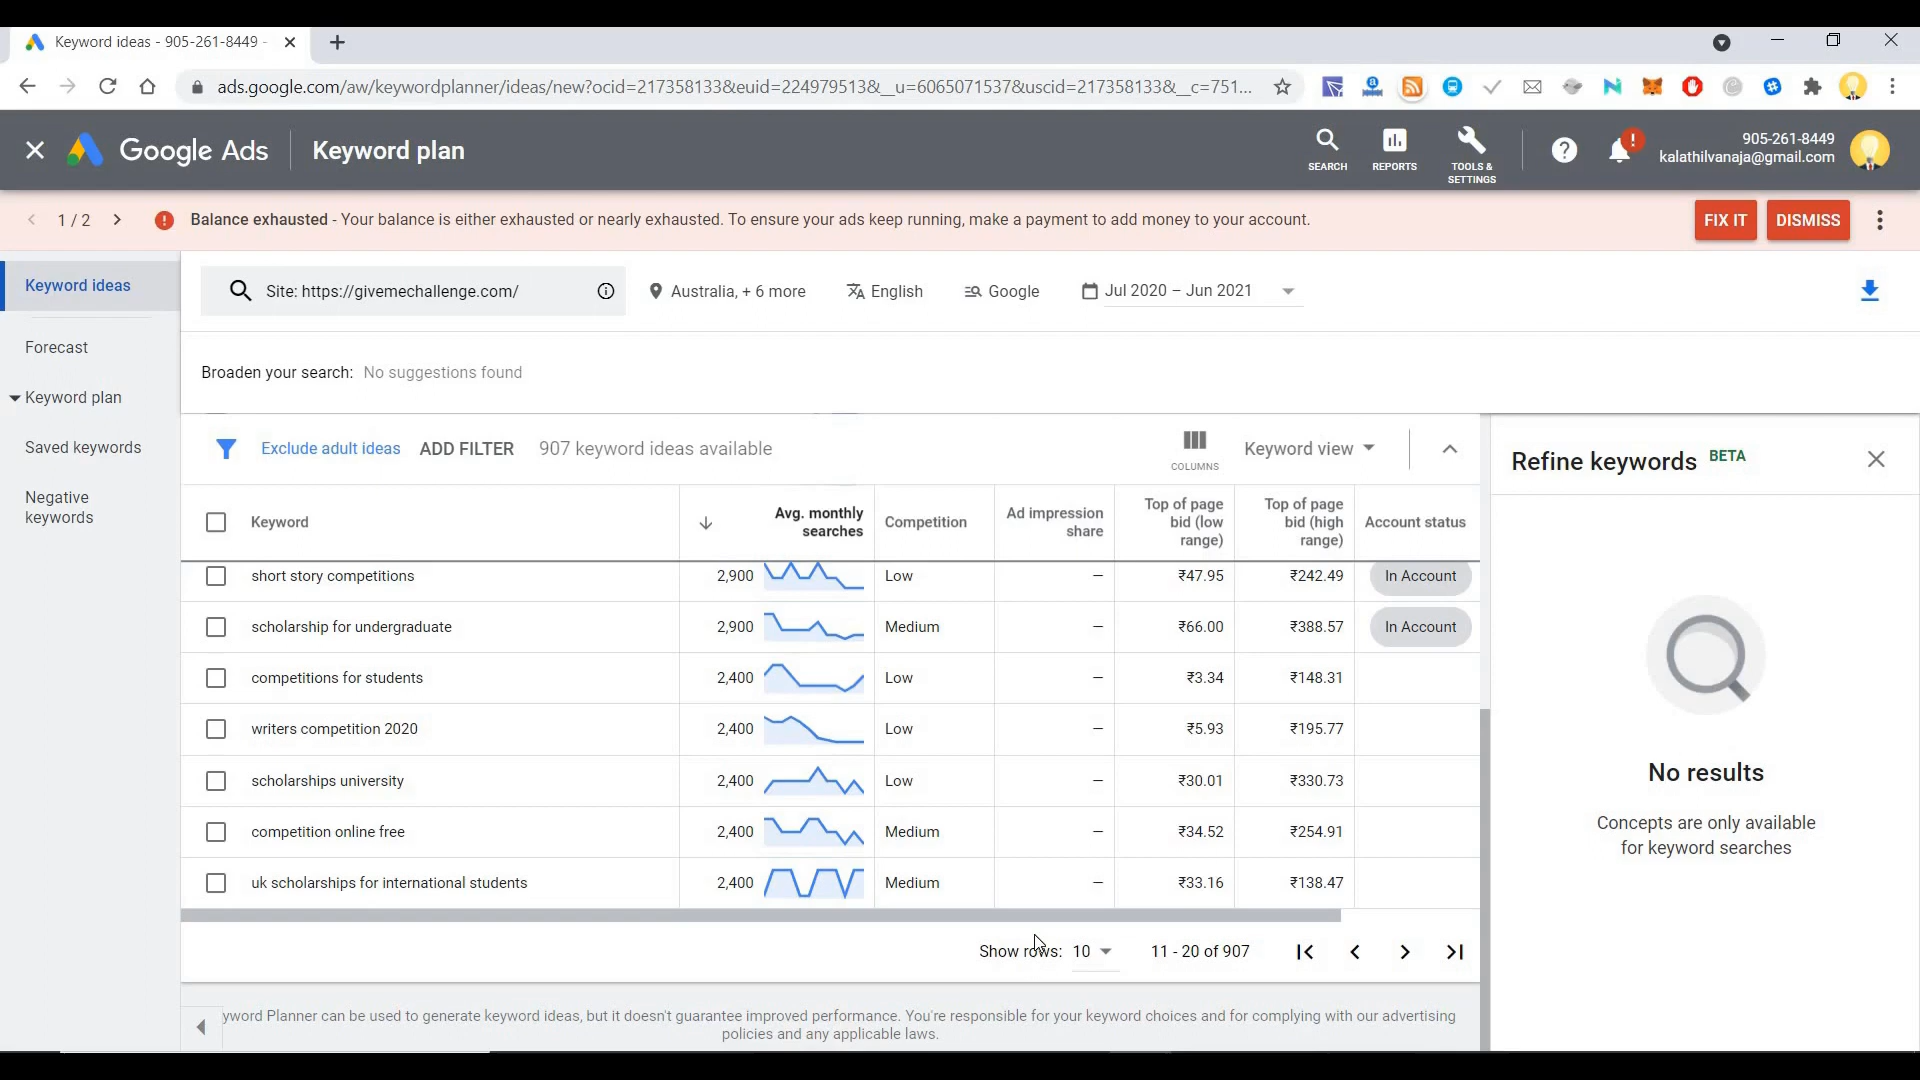 Keyword ideas - 905-261-8449 -
ads.google.com/aw/keywordplanner/ideas/new?ocid=217358133&euid=224979513&__u=6065071537&uscid=217358133&__c=751...
Google Ads
Keyword plan
SEARCH
REPORTS
TOOLS &
SETTINGS
905-261-8449
kalathilvanaja@gmail.com
1 / 2
Balance exhausted - Your balance is either exhausted or nearly exhausted. To ensure your ads keep running, make a payment to add money to your account.
FIX IT
DISMISS
Keyword ideas
Forecast
Keyword plan
Saved keywords
Negative
keywords
Site: https://givemechallenge.com/
Australia, + 6 more
English
Google
Jul 2020 – Jun 2021
Broaden your search: No suggestions found
Exclude adult ideas ADD FILTER 907 keyword ideas available
COLUMNS
Keyword view
Keyword
Avg. monthly
searches
Competition
Ad impression
share
Top of page
bid (low
range)
Top of page
bid (high
range)
Account status
short story competitions 2,900 Low – ₹47.95 ₹242.49 In Account
scholarship for undergraduate 2,900 Medium – ₹66.00 ₹388.57 In Account
competitions for students 2,400 Low – ₹3.34 ₹148.31
writers competition 2020 2,400 Low – ₹5.93 ₹195.77
scholarships university 2,400 Low – ₹30.01 ₹330.73
competition online free 2,400 Medium – ₹34.52 ₹254.91
uk scholarships for international students 2,400 Medium – ₹33.16 ₹138.47
Show rows: 10 11 - 20 of 907
yword Planner can be used to generate keyword ideas, but it doesn't guarantee improved performance. You're responsible for your keyword choices and for complying with our advertising
policies and any applicable laws.
Refine keywords BETA
No results
Concepts are only available
for keyword searches